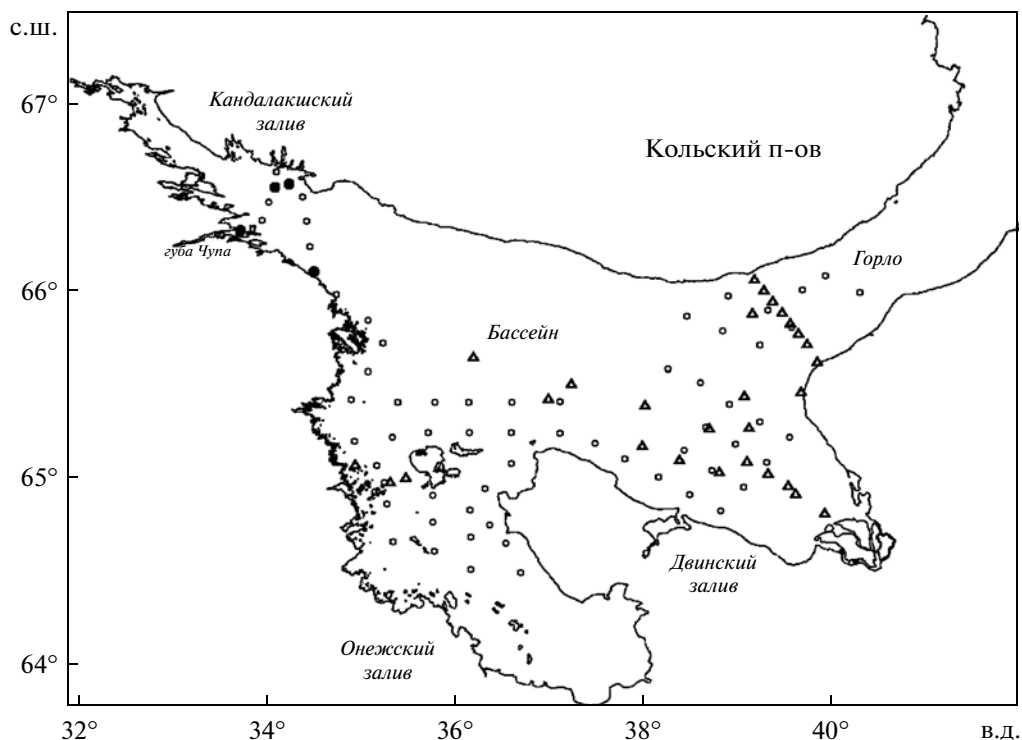 с.ш.
67°
66°
65°
64°
Кандалакшский
залив
Кольский п-ов
губа Чупа
Горло
Бассейн
Двинский
залив
Онежский
залив
32°
34°
36°
38°
40°
в.д.